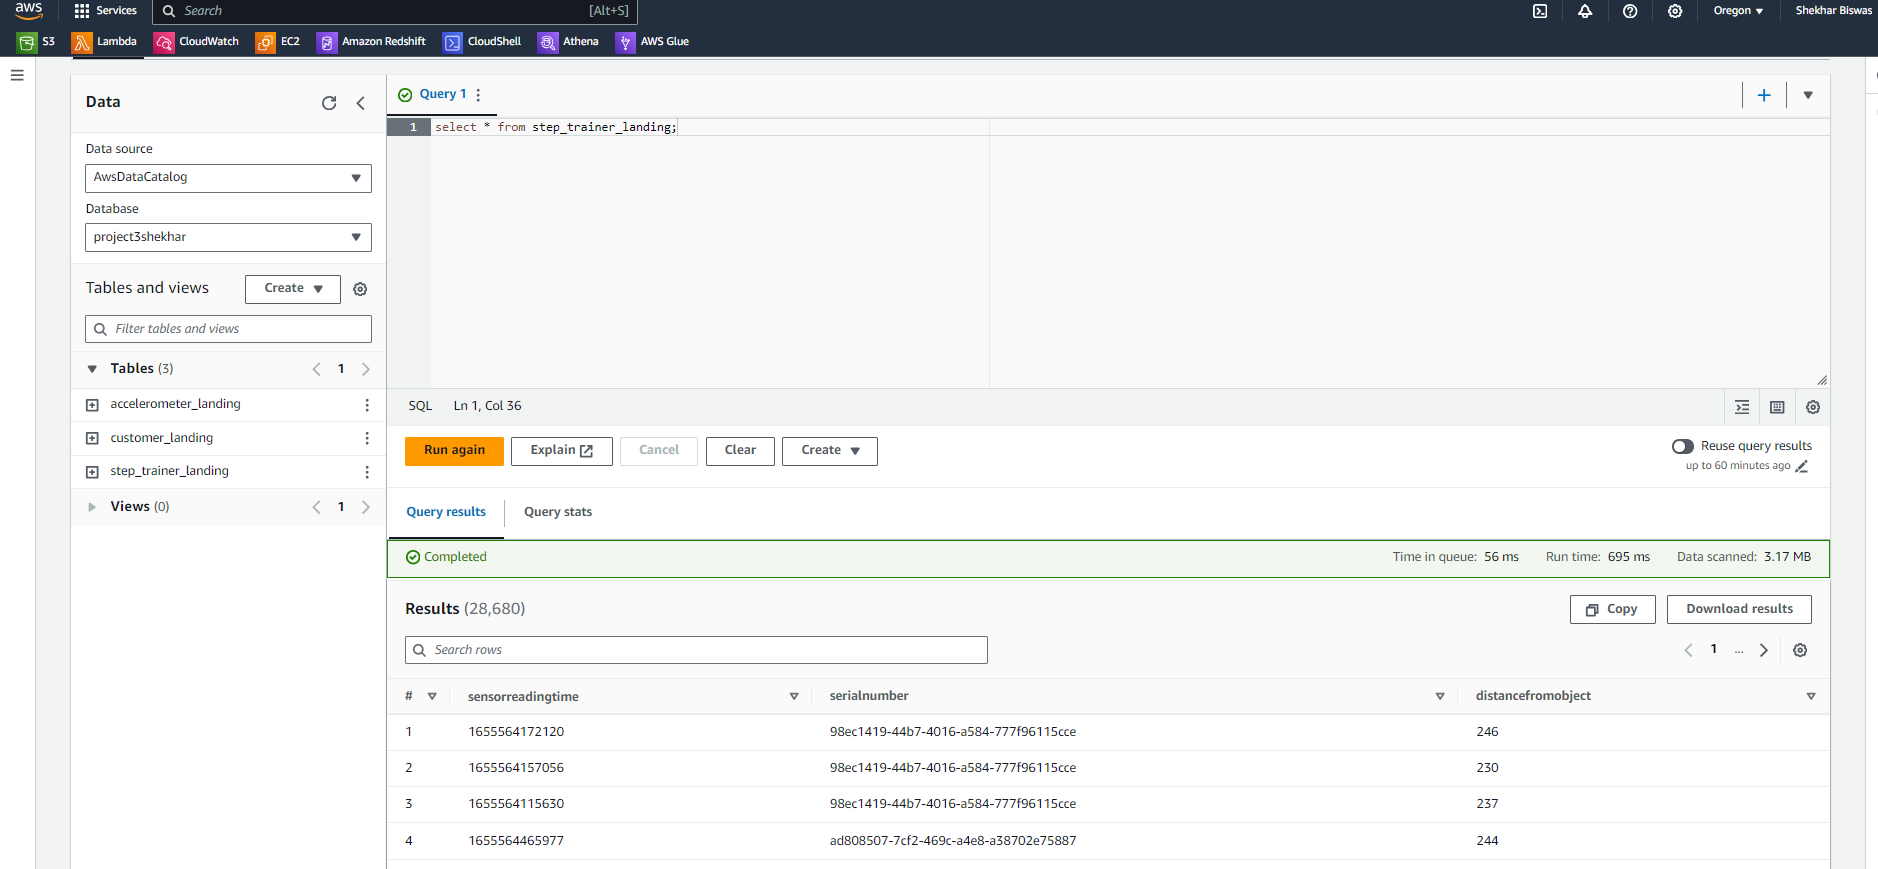 aws Services Search [Alt+S] Oregon Shekhar Biswas
S3 Lambda CloudWatch EC2 Amazon Redshift CloudShell Athena AWS Glue
Data
Data source
AwsDataCatalog
Database
project3shekhar
Tables and views Create
Filter tables and views
Tables (3) 1
accelerometer_landing
customer_landing
step_trainer_landing
Views (0) 1
Query 1
1 select * from step_trainer_landing;
SQL Ln 1, Col 36
Run again Explain Cancel Clear Create
Reuse query results
up to 60 minutes ago
Query results Query stats
Completed Time in queue: 56 ms Run time: 695 ms Data scanned: 3.17 MB
Results (28,680) Copy Download results
Search rows 1 ...
# sensorreadingtime serialnumber distancefromobject
1 1655564172120 98ec1419-44b7-4016-a584-777f96115cce 246
2 1655564157056 98ec1419-44b7-4016-a584-777f96115cce 230
3 1655564115630 98ec1419-44b7-4016-a584-777f96115cce 237
4 1655564465977 ad808507-7cf2-469c-a4e8-a38702e75887 244